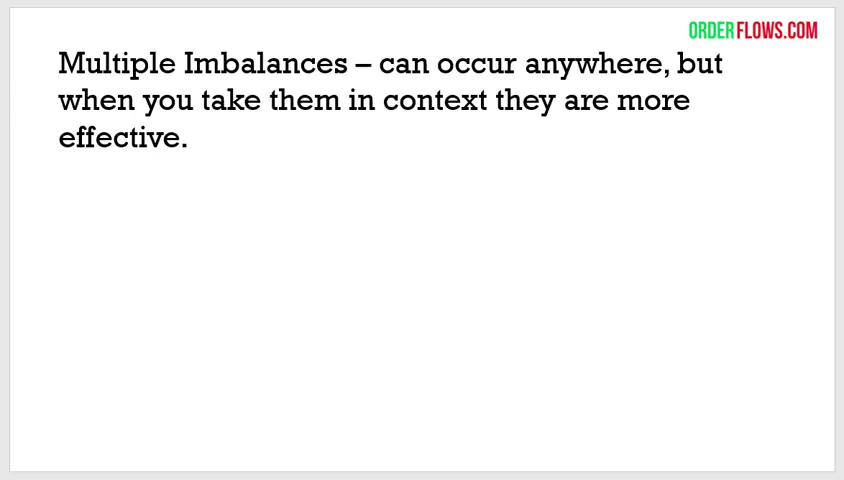 ORDERFLOWS.COM
Multiple Imbalances – can occur anywhere, but
when you take them in context they are more
effective.